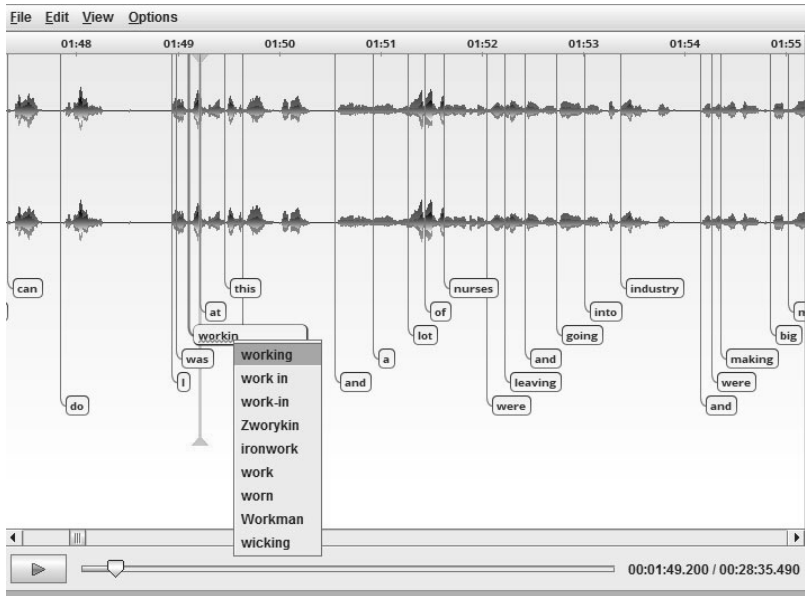 File Edit View Options
01:48 01:49 01:50 01:51 01:52 01:53 01:54 01:55
can this nurses industry
at of into
workin lot going big
was a and making
I and leaving were
do were and
working
work in
work-in
Zworykin
ironwork
work
worn
Workman
wicking
00:01:49.200 / 00:28:35.490